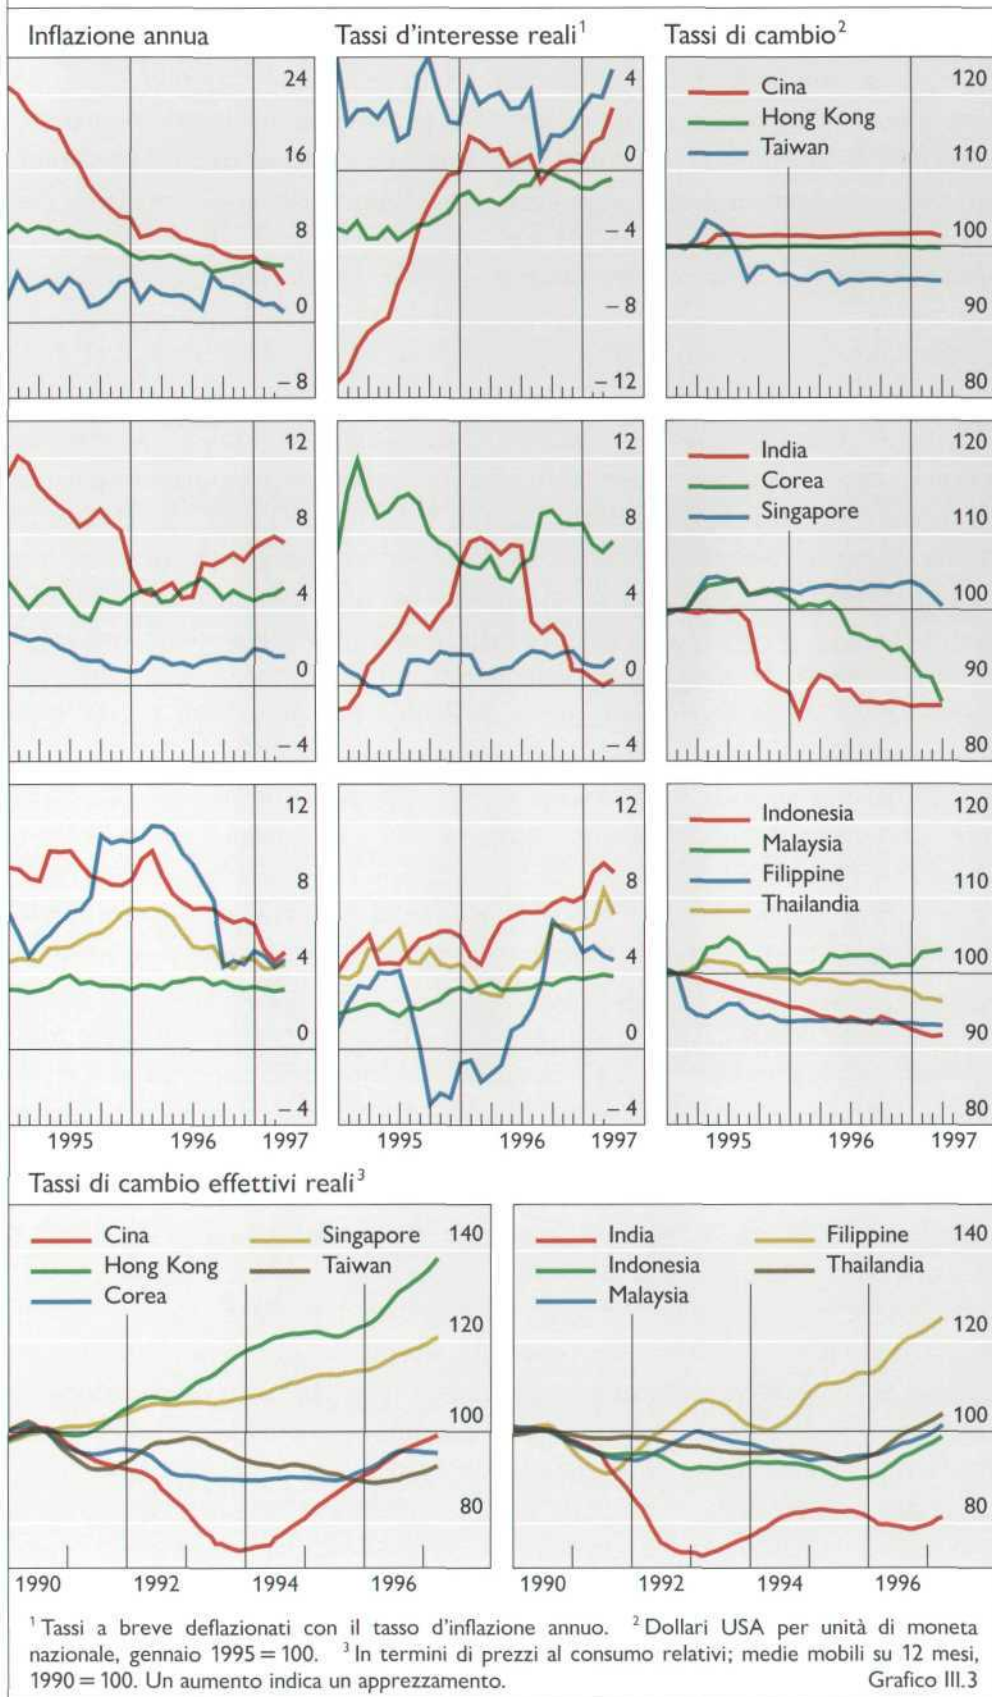 Inflazione annua
Tassi d'interesse reali¹
Tassi di cambio²
24
16
8
0
– 8
4
0
– 4
– 8
– 12
Cina
Hong Kong
Taiwan
120
110
100
90
80
12
8
4
0
– 4
12
8
4
0
– 4
India
Corea
Singapore
120
110
100
90
80
12
8
4
0
– 4
1995 1996 1997
12
8
4
0
– 4
1995 1996 1997
Indonesia
Malaysia
Filippine
Thailandia
120
110
100
90
80
1995 1996 1997
Tassi di cambio effettivi reali³
Cina
Hong Kong
Corea
Singapore
Taiwan
140
120
100
80
1990 1992 1994 1996
India
Indonesia
Malaysia
Filippine
Thailandia
140
120
100
80
1990 1992 1994 1996
¹ Tassi a breve deflazionati con il tasso d'inflazione annuo. ² Dollari USA per unità di moneta
nazionale, gennaio 1995 = 100. ³ In termini di prezzi al consumo relativi; medie mobili su 12 mesi,
1990 = 100. Un aumento indica un apprezzamento. Grafico III.3